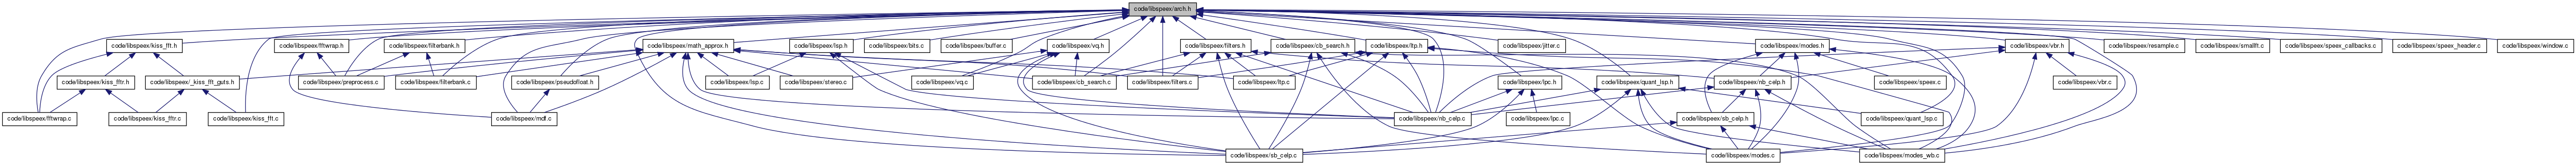 code/libspeex/arch.h
code/libspeex/kiss_fft.h
code/libspeex/fftwrap.h
code/libspeex/filterbank.h
code/libspeex/math_approx.h
code/libspeex/lsp.h
code/libspeex/bits.c
code/libspeex/buffer.c
code/libspeex/vq.h
code/libspeex/filters.h
code/libspeex/cb_search.h
code/libspeex/ltp.h
code/libspeex/jitter.c
code/libspeex/modes.h
code/libspeex/vbr.h
code/libspeex/resample.c
code/libspeex/smallft.c
code/libspeex/speex_callbacks.c
code/libspeex/speex_header.c
code/libspeex/window.c
code/libspeex/kiss_fftr.h
code/libspeex/_kiss_fft_guts.h
code/libspeex/preprocess.c
code/libspeex/filterbank.c
code/libspeex/pseudofloat.h
code/libspeex/lsp.c
code/libspeex/stereo.c
code/libspeex/vq.c
code/libspeex/cb_search.c
code/libspeex/filters.c
code/libspeex/ltp.c
code/libspeex/lpc.h
code/libspeex/quant_lsp.h
code/libspeex/nb_celp.h
code/libspeex/speex.c
code/libspeex/vbr.c
code/libspeex/fftwrap.c
code/libspeex/kiss_fftr.c
code/libspeex/kiss_fft.c
code/libspeex/mdf.c
code/libspeex/nb_celp.c
code/libspeex/lpc.c
code/libspeex/sb_celp.h
code/libspeex/quant_lsp.c
code/libspeex/sb_celp.c
code/libspeex/modes.c
code/libspeex/modes_wb.c